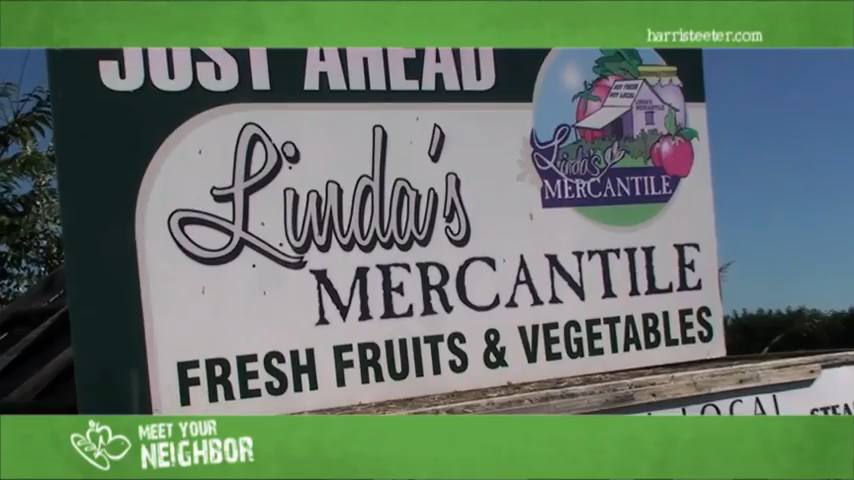 harristeeter.com
JUST AHEAD
Linda's
MERCANTILE
FRESH FRUITS & VEGETABLES
Linda's
MERCANTILE
LOCAL
MEET YOUR
NEIGHBOR